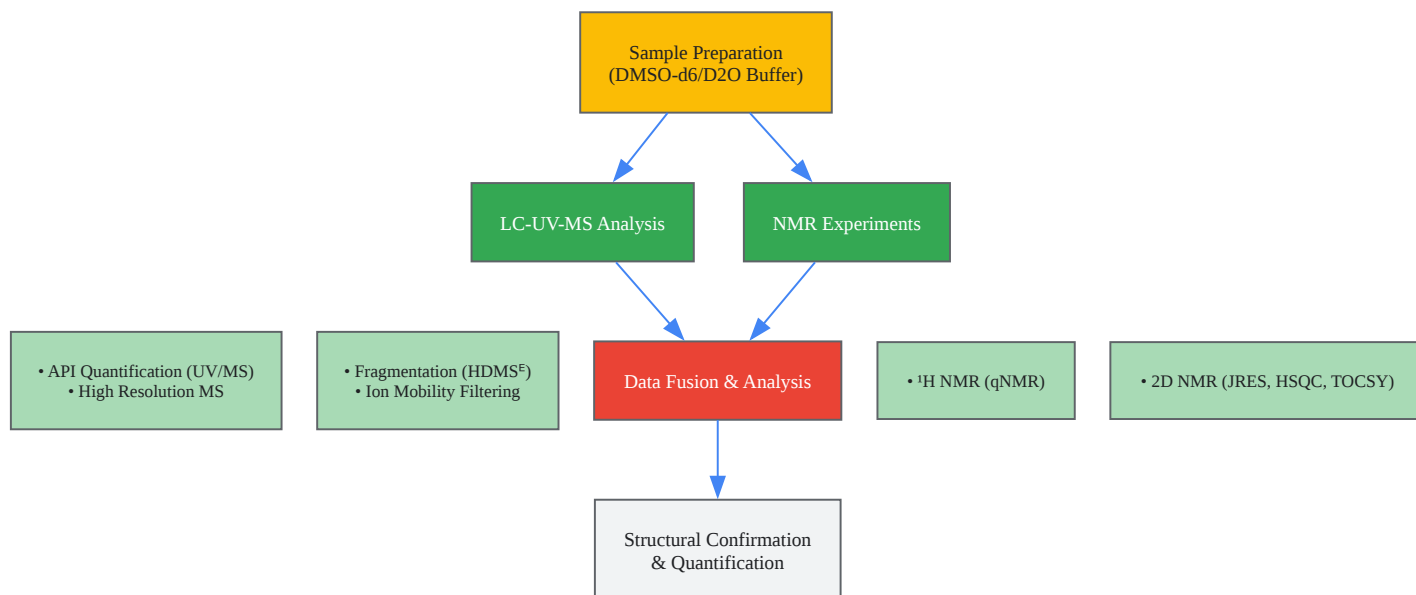 Sample Preparation
(DMSO-d6/D2O Buffer)
LC-UV-MS Analysis
NMR Experiments
• API Quantification (UV/MS)
• High Resolution MS
• Fragmentation (HDMSᴱ)
• Ion Mobility Filtering
Data Fusion & Analysis
• ¹H NMR (qNMR)
• 2D NMR (JRES, HSQC, TOCSY)
Structural Confirmation
& Quantification